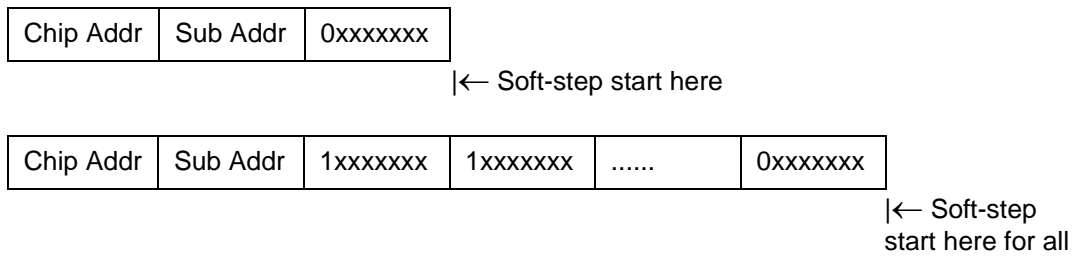 Chip Addr Sub Addr 0xxxxxxx
|← Soft-step start here
Chip Addr Sub Addr 1xxxxxxx 1xxxxxxx ...... 0xxxxxxx
|← Soft-step
start here for all